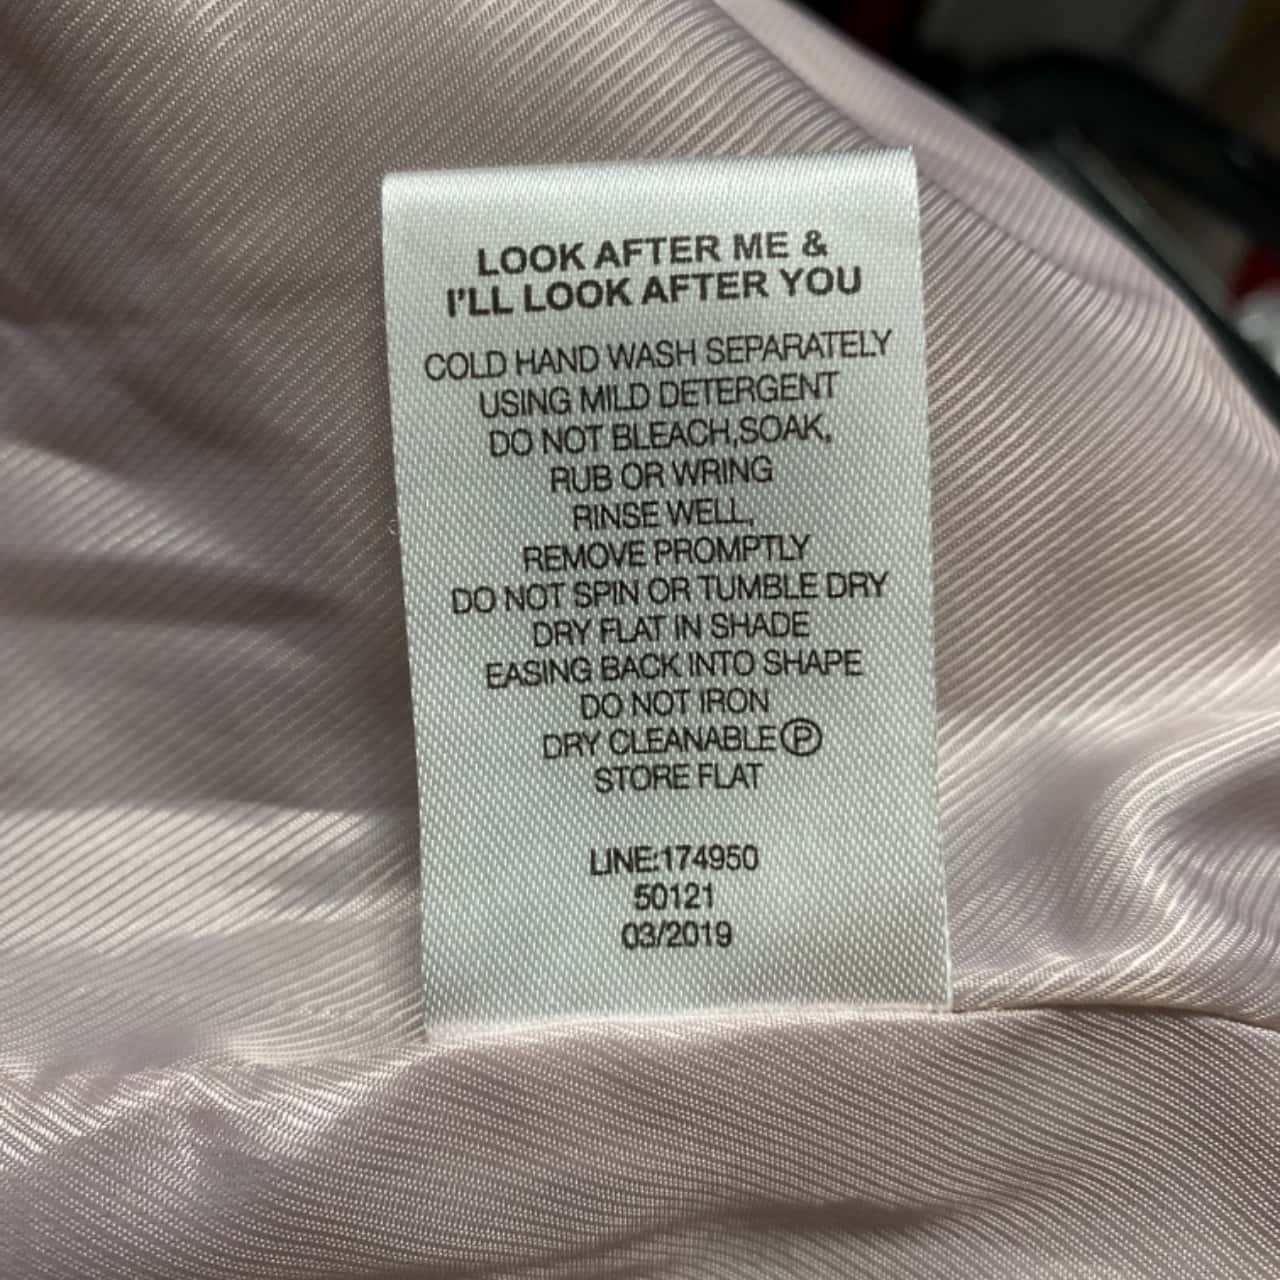 LOOK AFTER ME &
I'LL LOOK AFTER YOU
COLD HAND WASH SEPARATELY
USING MILD DETERGENT
DO NOT BLEACH,SOAK,
RUB OR WRING
RINSE WELL,
REMOVE PROMPTLY
DO NOT SPIN OR TUMBLE DRY
DRY FLAT IN SHADE
EASING BACK INTO SHAPE
DO NOT IRON
DRY CLEANABLE Ⓟ
STORE FLAT
LINE:174950
50121
03/2019